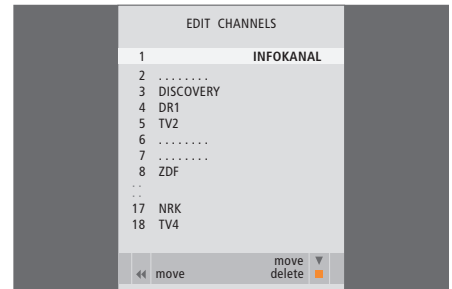 EDIT CHANNELS
1 INFOKANAL
2 ........
3 DISCOVERY
4 DR1
5 TV2
6 ........
7 ........
8 ZDF
. .
. .
17 NRK
18 TV4
move ▼
◀◀ move delete ■